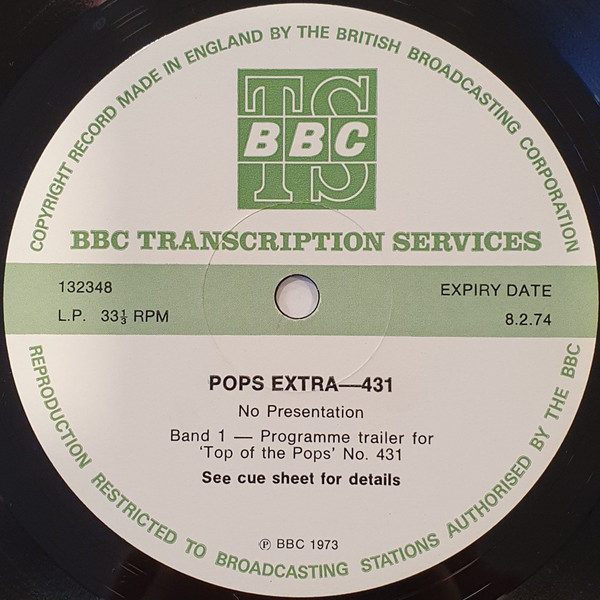 COPYRIGHT RECORD MADE IN ENGLAND BY THE BRITISH BROADCASTING CORPORATION
TS
BBC
BBC TRANSCRIPTION SERVICES
132348
EXPIRY DATE
L.P. 33⅓ RPM
8.2.74
POPS EXTRA—431
No Presentation
Band 1 — Programme trailer for
‘Top of the Pops’ No. 431
See cue sheet for details
Ⓟ BBC 1973
REPRODUCTION RESTRICTED TO BROADCASTING STATIONS AUTHORISED BY THE BBC